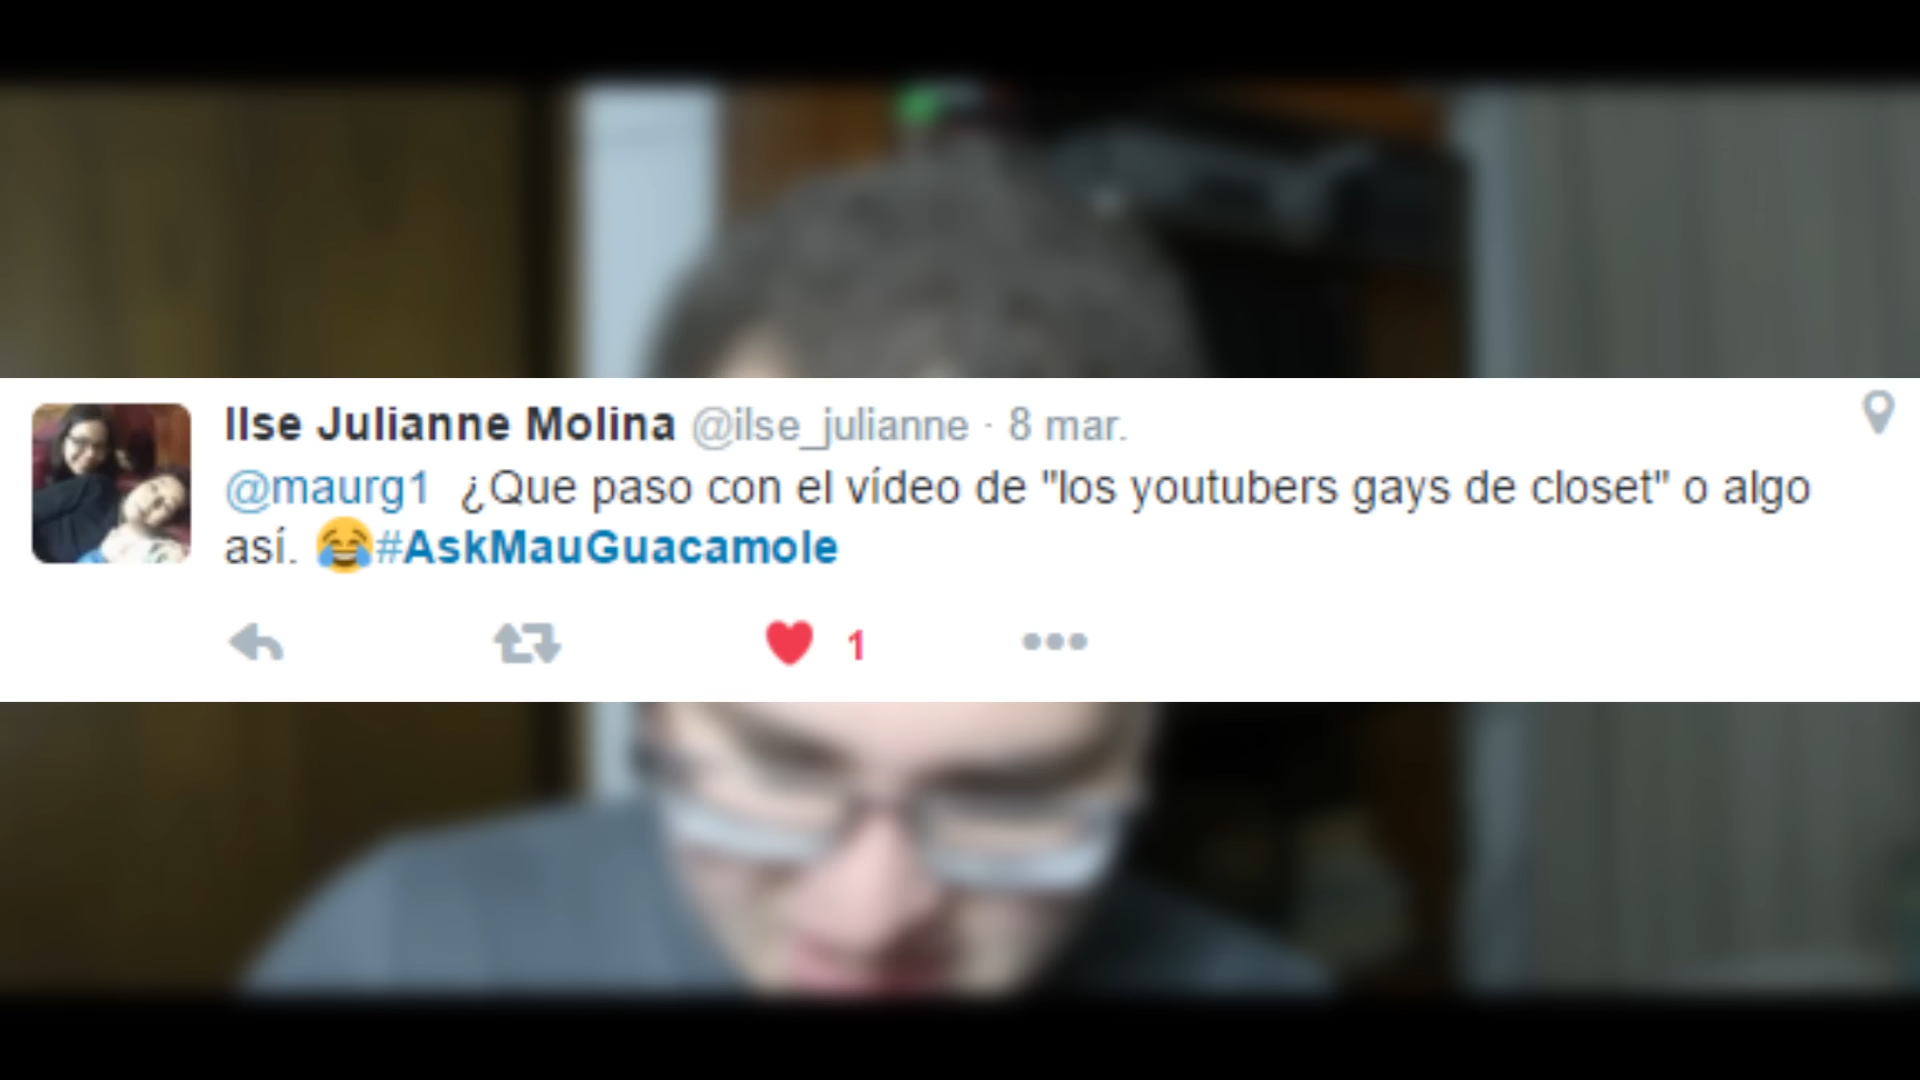 Ilse Julianne Molina @ilse_julianne · 8 mar.
@maurg1 ¿Que paso con el vídeo de "los youtubers gays de closet" o algo
así. 😂#AskMauGuacamole
1